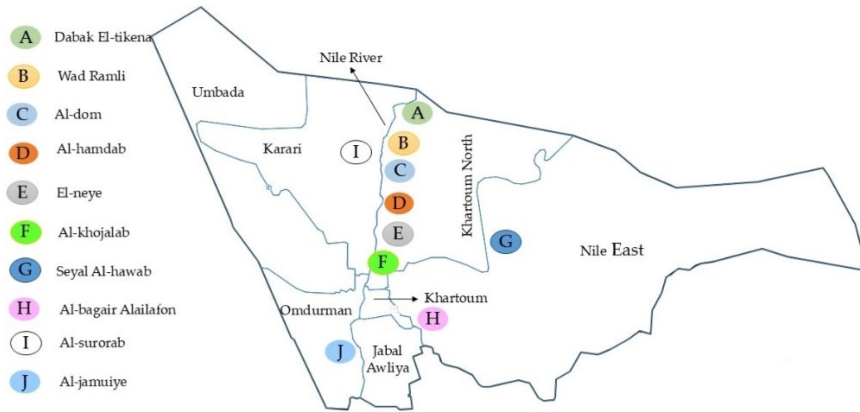 A Dabak El-tikena
B Wad Ramli
C Al-dom
D Al-hamdab
E El-neye
F Al-khojalab
G Seyal Al-hawab
H Al-bagair Alailafon
I Al-surorab
J Al-jamuiye
Nile River
Umbada
A
Karari
I
B
C
Khartoum North
D
E
G
Nile East
F
Omdurman
Khartoum
H
J
Jabal
Awliya